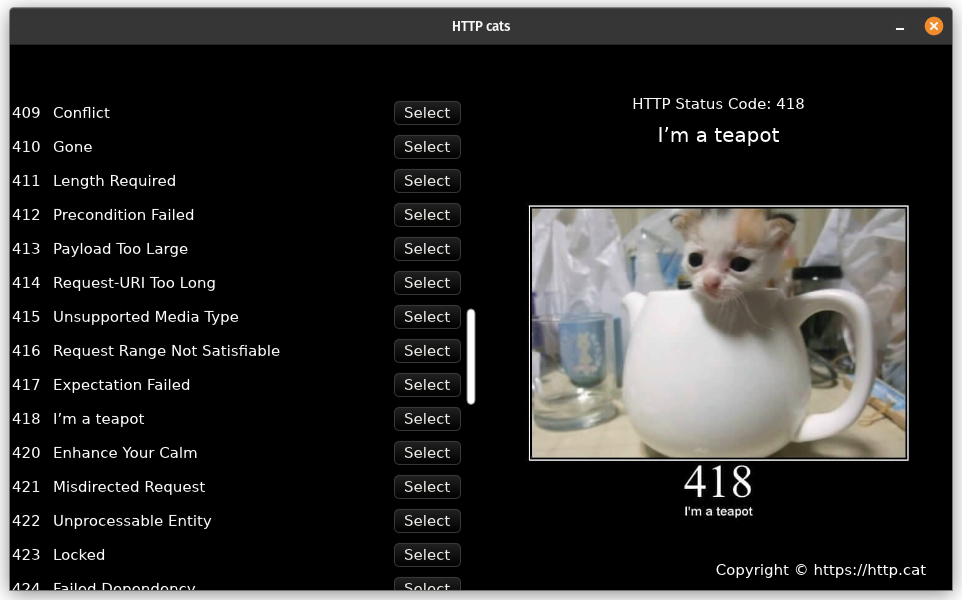 HTTP cats
409 Conflict Select
410 Gone Select
411 Length Required Select
412 Precondition Failed Select
413 Payload Too Large Select
414 Request-URI Too Long Select
415 Unsupported Media Type Select
416 Request Range Not Satisfiable Select
417 Expectation Failed Select
418 I’m a teapot Select
420 Enhance Your Calm Select
421 Misdirected Request Select
422 Unprocessable Entity Select
423 Locked Select
424 Failed Dependency Select
HTTP Status Code: 418
I’m a teapot
418
I'm a teapot
Copyright © https://http.cat